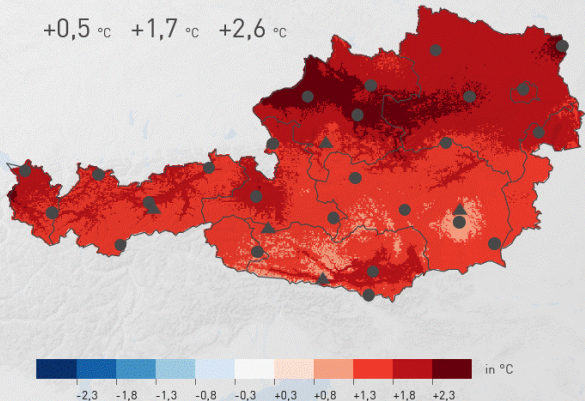 +0,5 °C +1,7 °C +2,6 °C
in °C
-2,3 -1,8 -1,3 -0,8 -0,3 +0,3 +0,8 +1,3 +1,8 +2,3